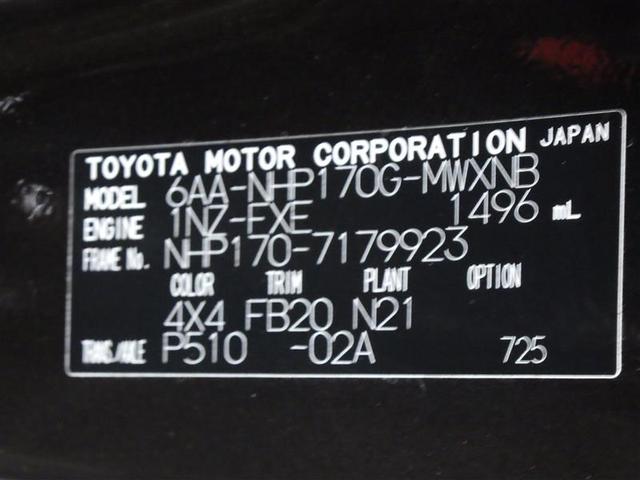 TOYOTA MOTOR CORPORATION JAPAN
MODEL 6AA-NHP170G-MWXNB
ENGINE 1NZ-FXE 1496 mL
FRAME No. NHP170-7179923
COLOR TRIM PLANT OPTION
4X4 FB20 N21
TRANS/AXLE P510 -02A 725